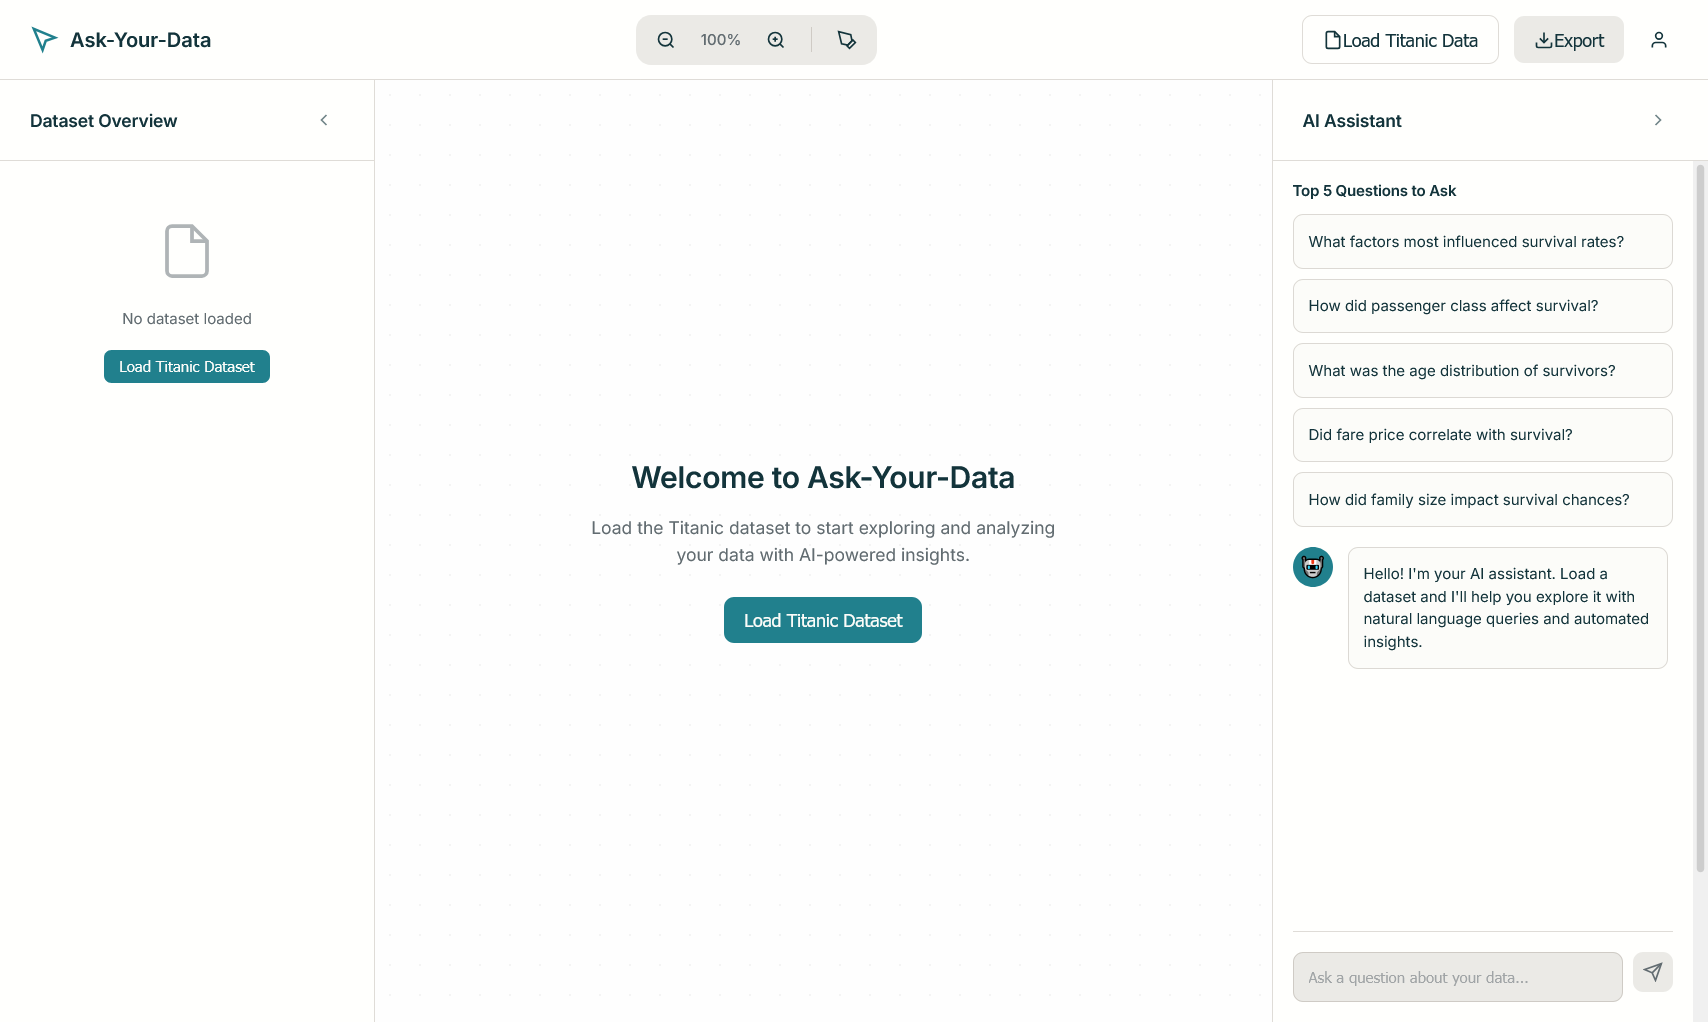 Ask-Your-Data
100%
Load Titanic Data
Export
Dataset Overview
No dataset loaded
Load Titanic Dataset
Welcome to Ask-Your-Data
Load the Titanic dataset to start exploring and analyzing
your data with AI-powered insights.
Load Titanic Dataset
AI Assistant
Top 5 Questions to Ask
What factors most influenced survival rates?
How did passenger class affect survival?
What was the age distribution of survivors?
Did fare price correlate with survival?
How did family size impact survival chances?
Hello! I'm your AI assistant. Load a
dataset and I'll help you explore it with
natural language queries and automated
insights.
Ask a question about your data...